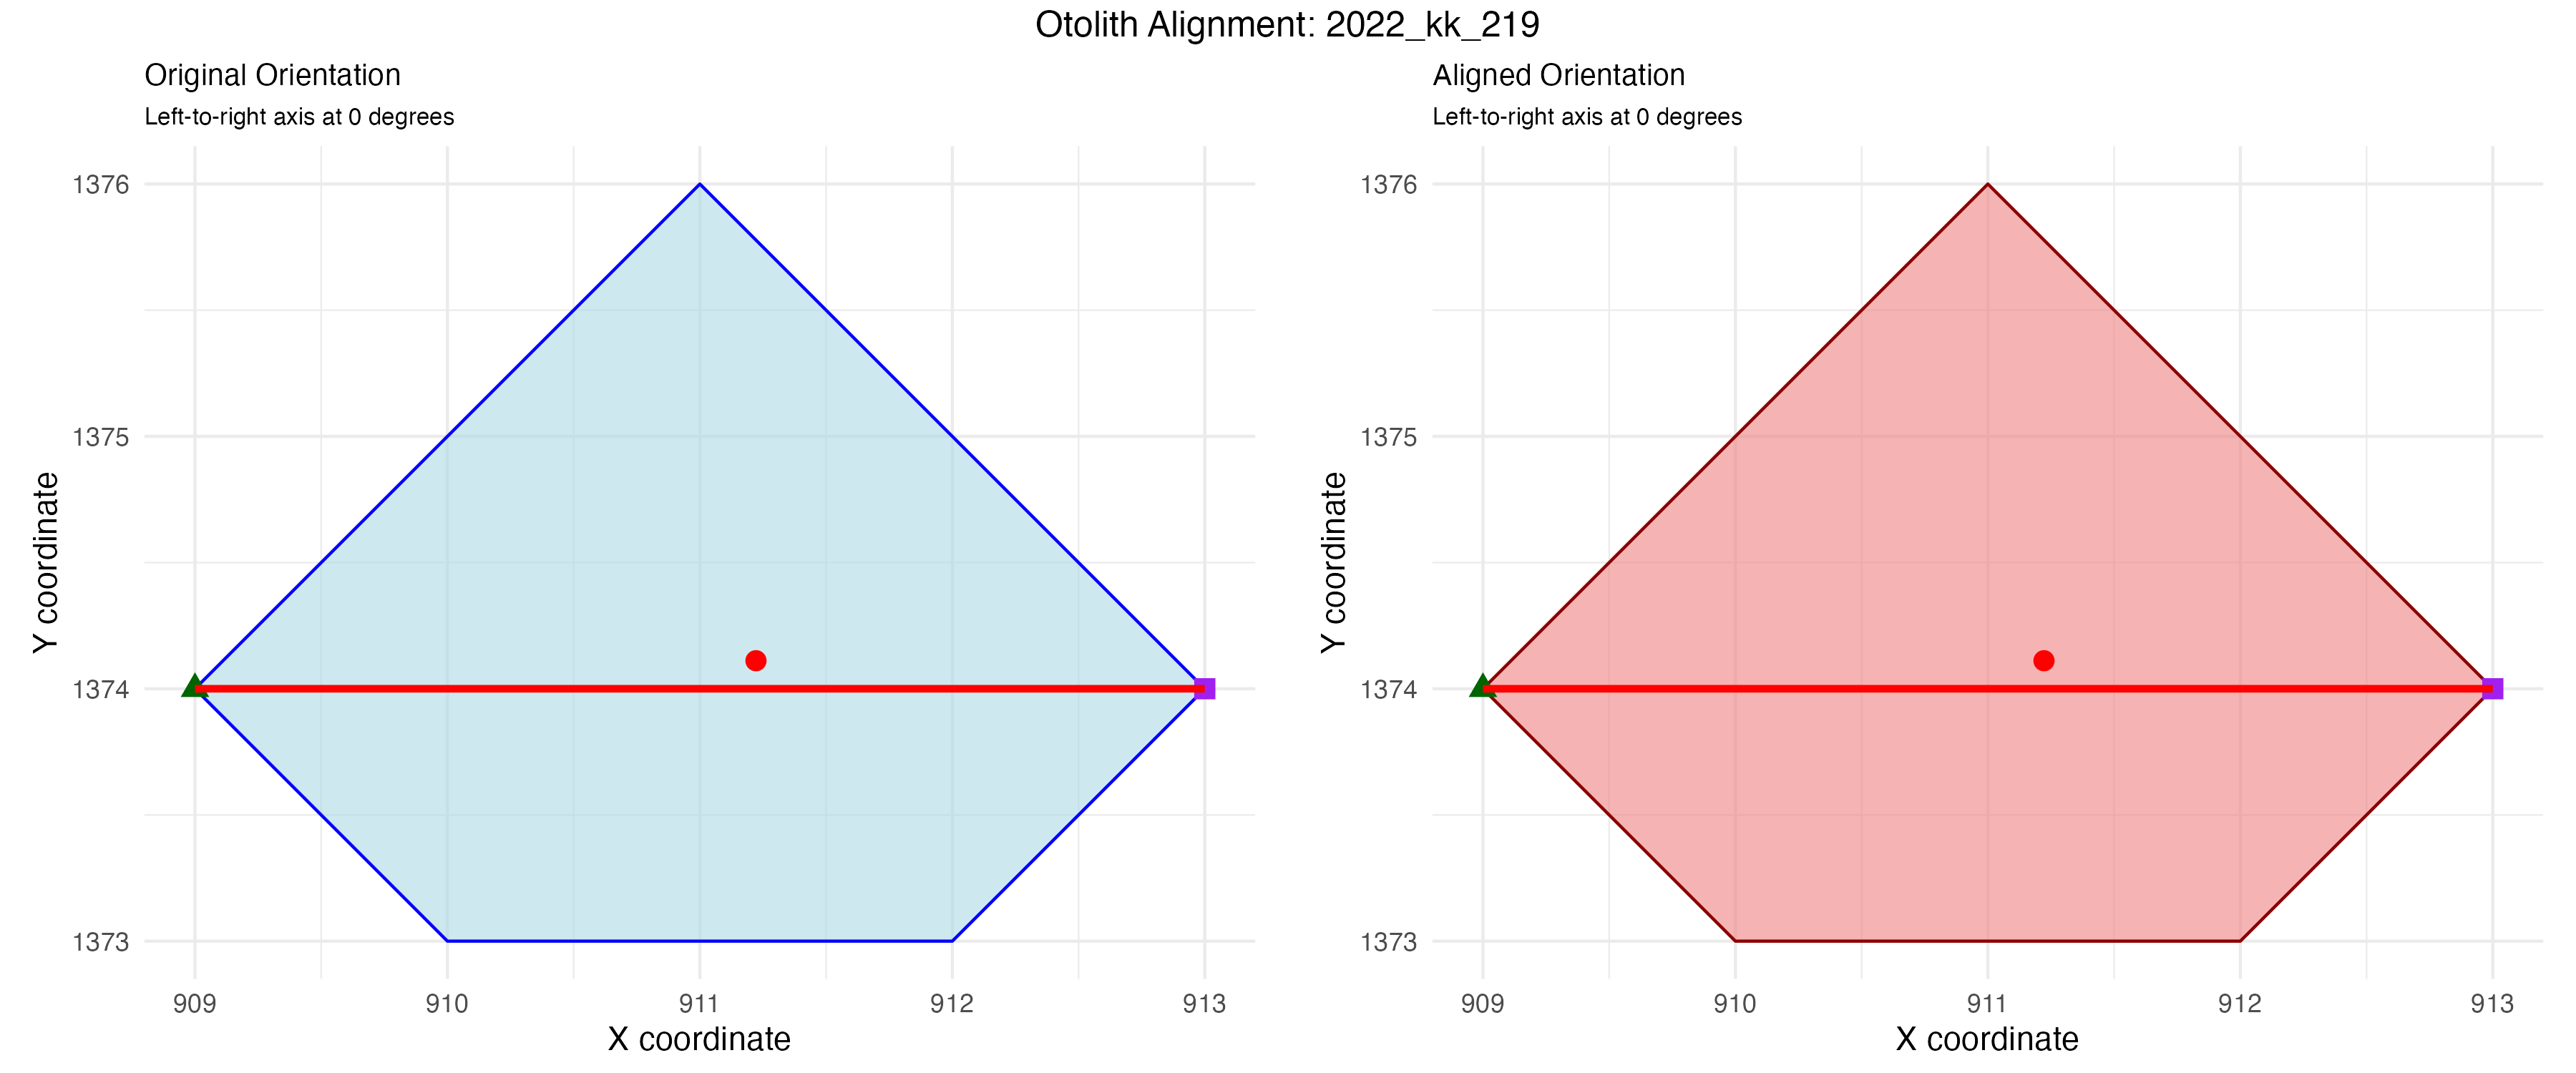 Otolith Alignment: 2022_kk_219
Original Orientation
Left-to-right axis at 0 degrees
1376
1375
1374
1373
Y coordinate
909 910 911 912 913
X coordinate
Aligned Orientation
Left-to-right axis at 0 degrees
1376
1375
1374
1373
Y coordinate
909 910 911 912 913
X coordinate